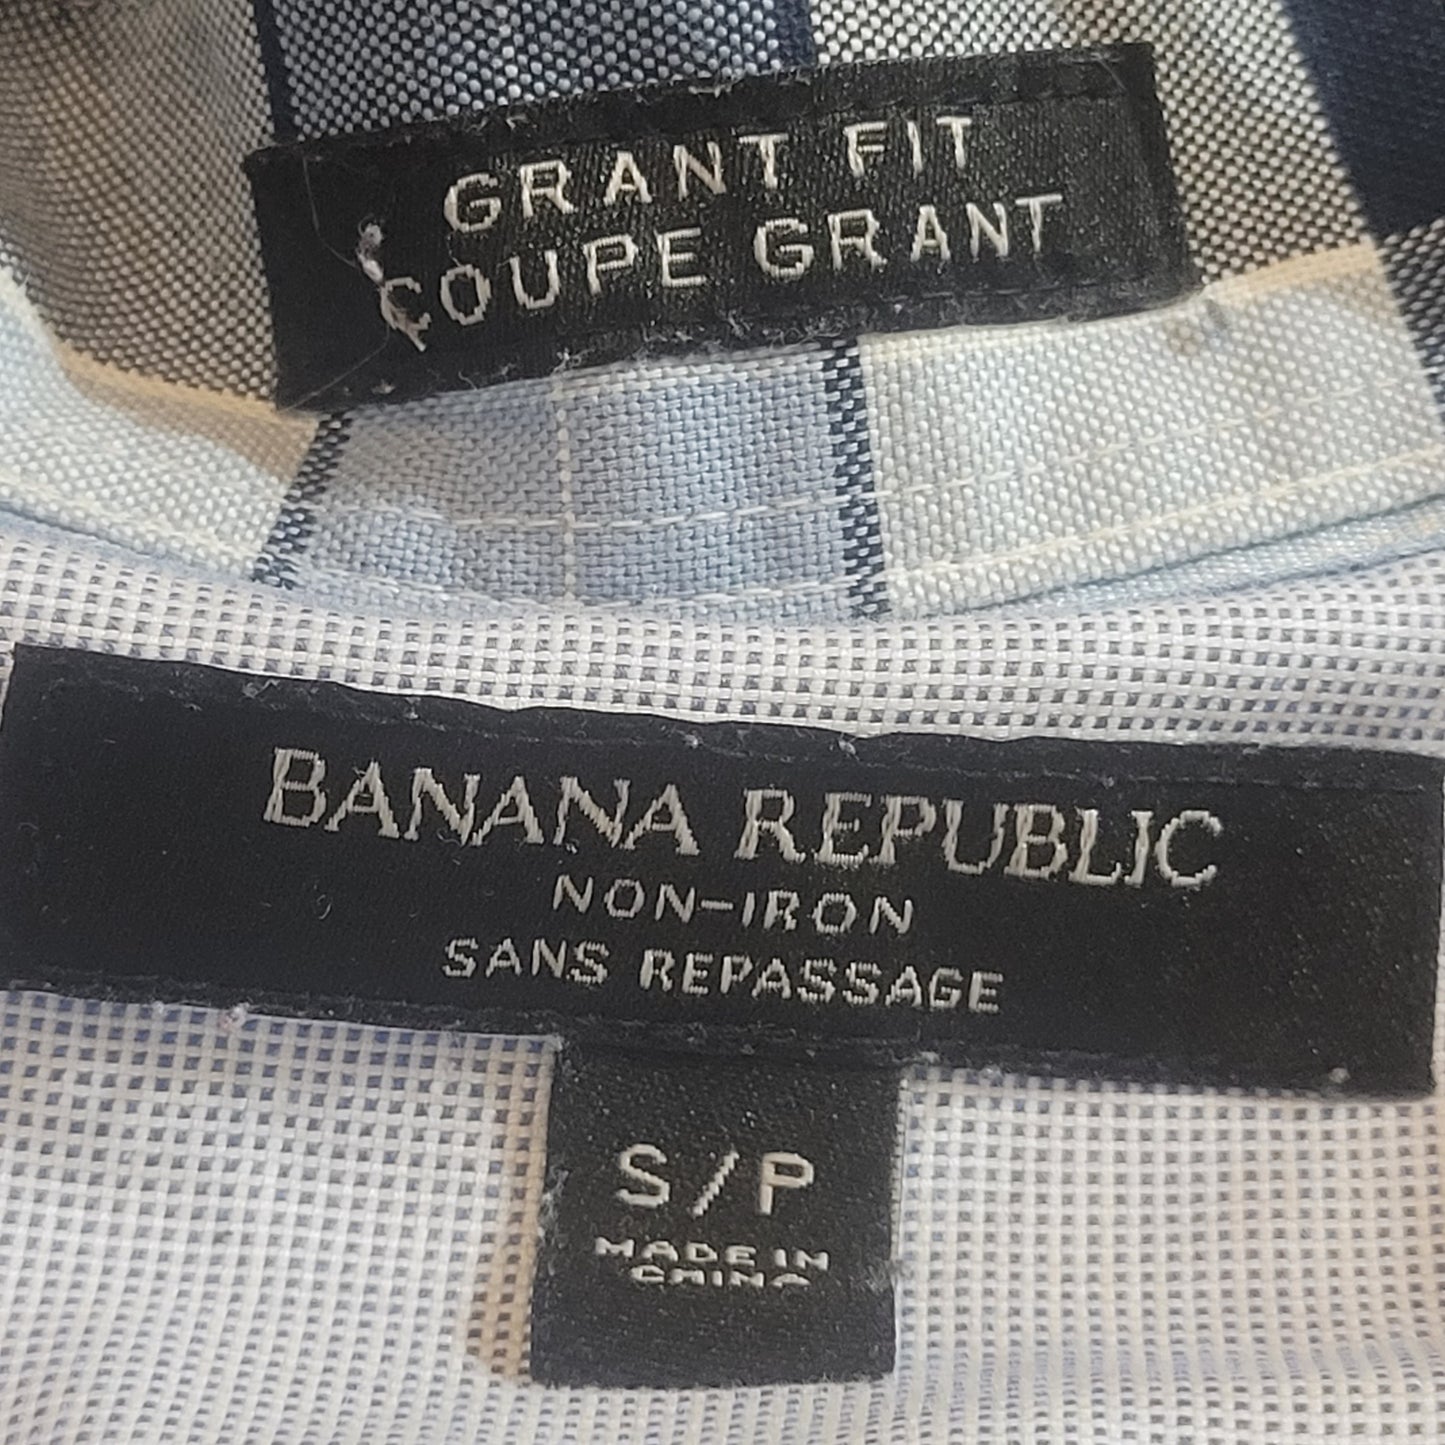 GRANT FIT
COUPE GRANT
BANANA REPUBLIC
NON-IRON
SANS REPASSAGE
S/P
MADE IN
CHINA